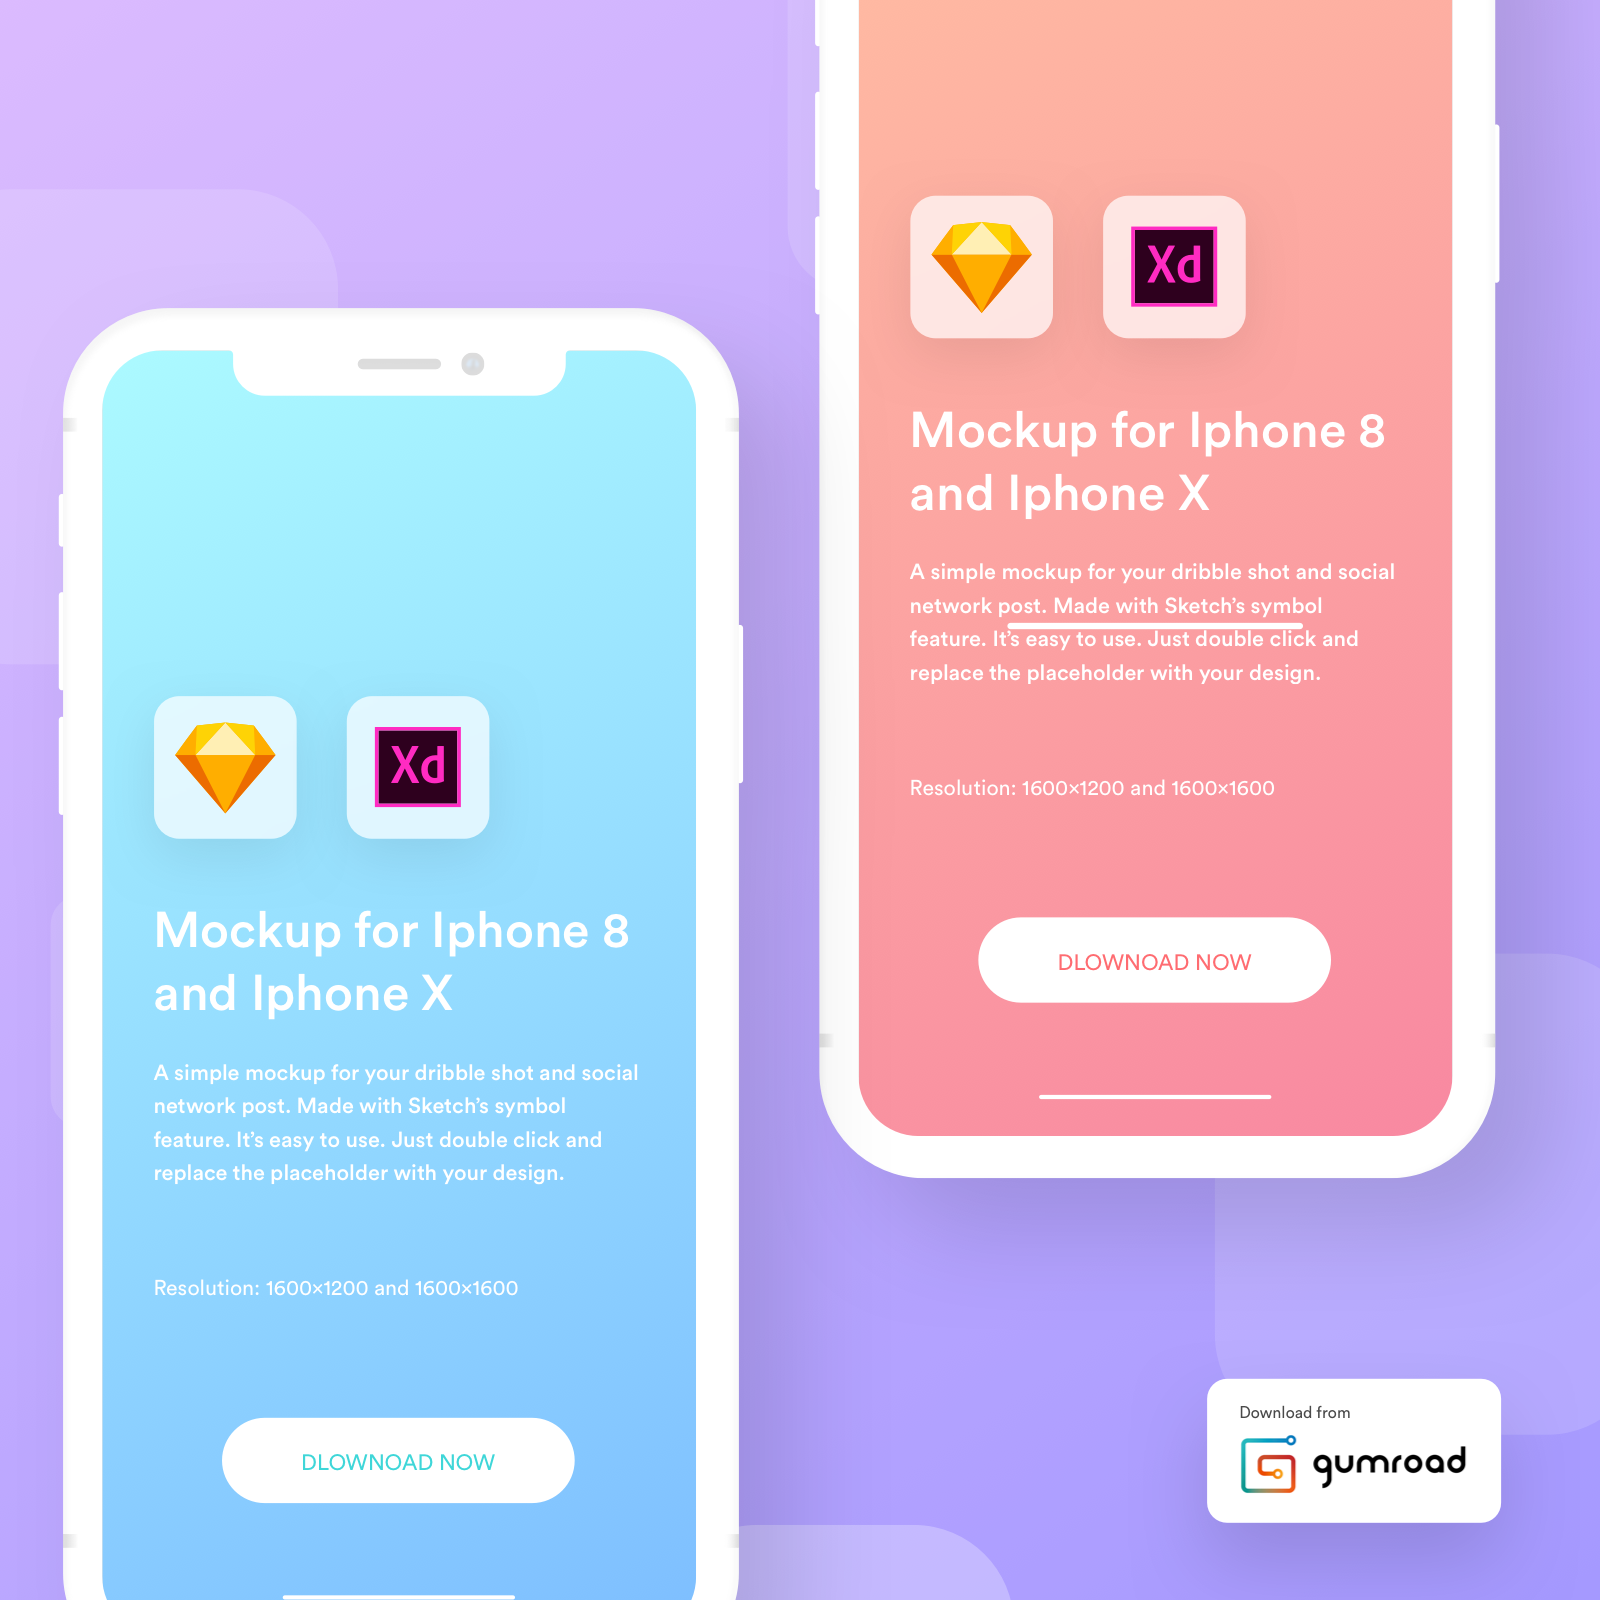 Xd
Mockup for Iphone 8
and Iphone X
A simple mockup for your dribble shot and social
network post. Made with Sketch’s symbol
feature. It’s easy to use. Just double click and
replace the placeholder with your design.
Resolution: 1600×1200 and 1600×1600
DLOWNOAD NOW
Xd
Mockup for Iphone 8
and Iphone X
A simple mockup for your dribble shot and social
network post. Made with Sketch’s symbol
feature. It’s easy to use. Just double click and
replace the placeholder with your design.
Resolution: 1600×1200 and 1600×1600
DLOWNOAD NOW
Download from
gumroad